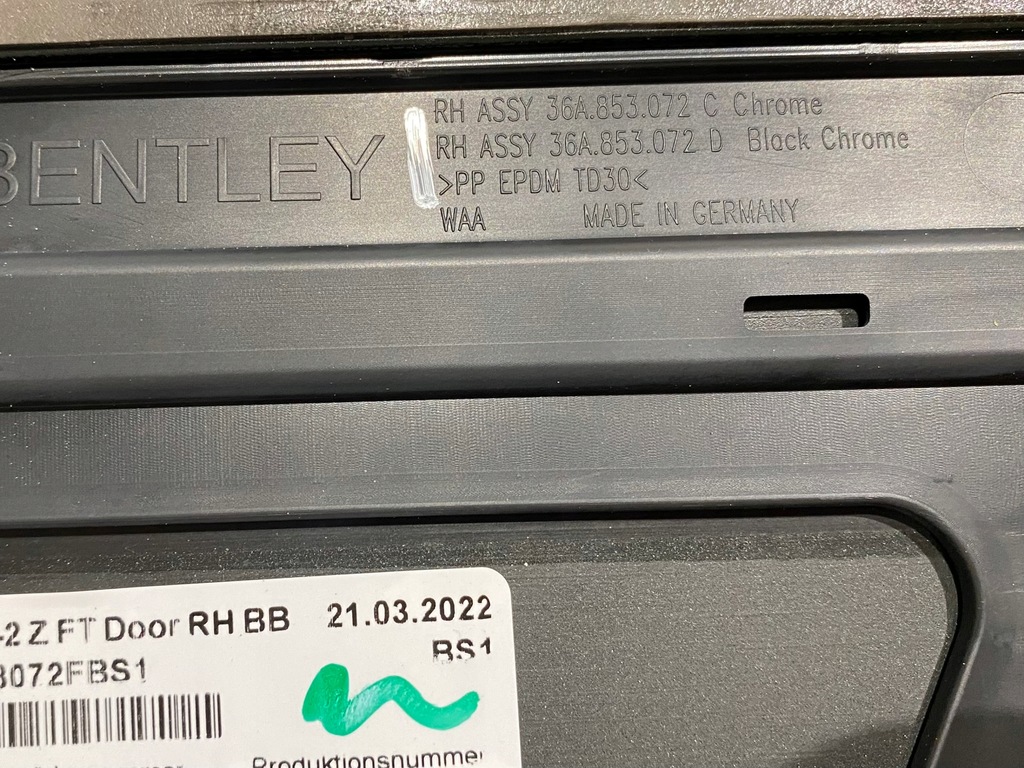 BENTLEY
RH ASSY 36A.853.072 C Chrome
RH ASSY 36A.853.072 D Black Chrome
>PP EPDM TD30<
WAA MADE IN GERMANY
-2 Z FT Door RH BB 21.03.2022
3072FBS1 BS1
Produktionsnummer